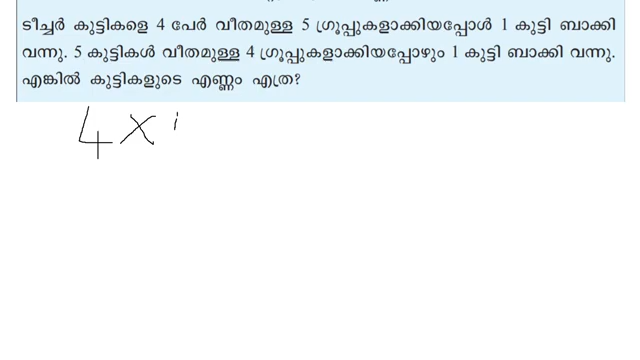 ടീച്ചർ കുട്ടികളെ 4 പേർ വീതമുള്ള 5 ഗ്രൂപ്പുകളാക്കിയപ്പോൾ 1 കുട്ടി ബാക്കി
വന്നു. 5 കുട്ടികൾ വീതമുള്ള 4 ഗ്രൂപ്പുകളാക്കിയപ്പോഴും 1 കുട്ടി ബാക്കി വന്നു.
എങ്കിൽ കുട്ടികളുടെ എണ്ണം എത്ര?
4 ×